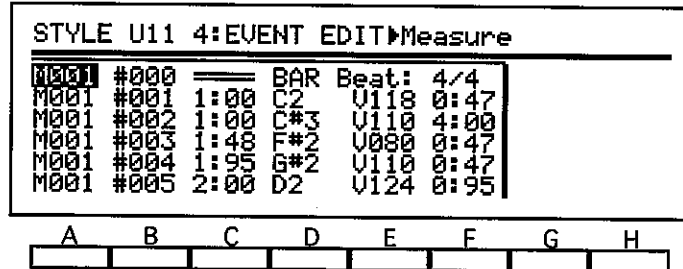 STYLE U11 4:EVENT EDIT▶Measure
M001 #000 ═══ BAR Beat: 4/4
M001 #001 1:00 C2 V118 0:47
M001 #002 1:00 C#3 V110 4:00
M001 #003 1:48 F#2 V080 0:47
M001 #004 1:95 G#2 V110 0:47
M001 #005 2:00 D2 V124 0:95
A B C D E F G H